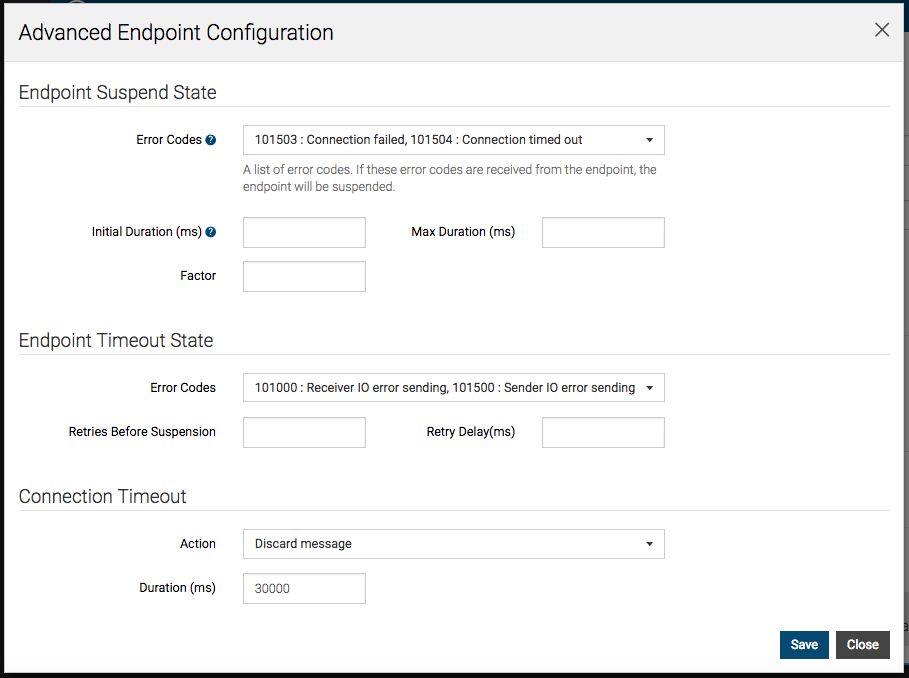 Advanced Endpoint Configuration
Endpoint Suspend State
Error Codes ?
101503 : Connection failed, 101504 : Connection timed out
A list of error codes. If these error codes are received from the endpoint, the
endpoint will be suspended.
Initial Duration (ms) ? Max Duration (ms)
Factor
Endpoint Timeout State
Error Codes 101000 : Receiver IO error sending, 101500 : Sender IO error sending
Retries Before Suspension Retry Delay(ms)
Connection Timeout
Action Discard message
Duration (ms) 30000
Save Close